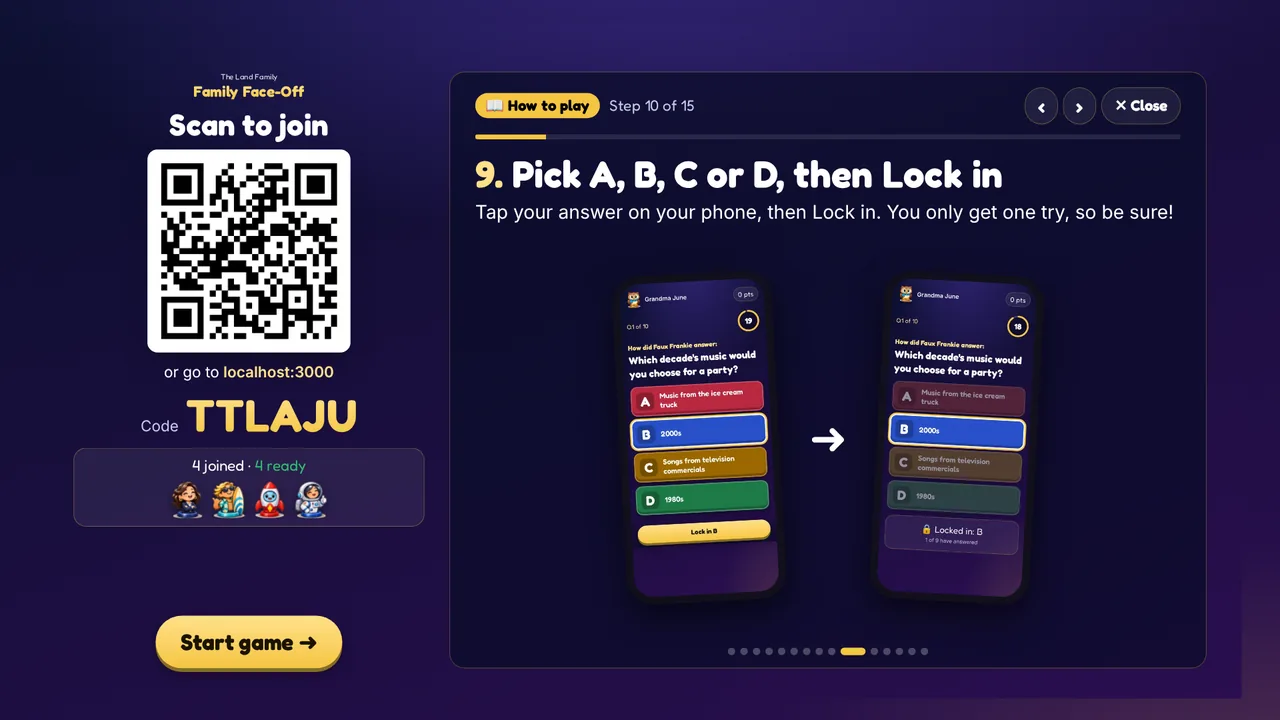 The Land Family
Family Face-Off
Scan to join
or go to localhost:3000
Code TTLAJU
4 joined · 4 ready
Start game →
📖 How to play
Step 10 of 15
‹
›
✕ Close
9. Pick A, B, C or D, then Lock in
Tap your answer on your phone, then Lock in. You only get one try, so be sure!
Grandma June
0 pts
Q1 of 10
19
How did Faux Frankie answer:
Which decade's music would
you choose for a party?
A Music from the ice cream
truck
B 2000s
C Songs from television
commercials
D 1980s
Lock in B
→
Grandma June
0 pts
Q1 of 10
18
How did Faux Frankie answer:
Which decade's music would
you choose for a party?
A Music from the ice cream
truck
B 2000s
C Songs from television
commercials
D 1980s
🔒 Locked in: B
1 of 9 have answered